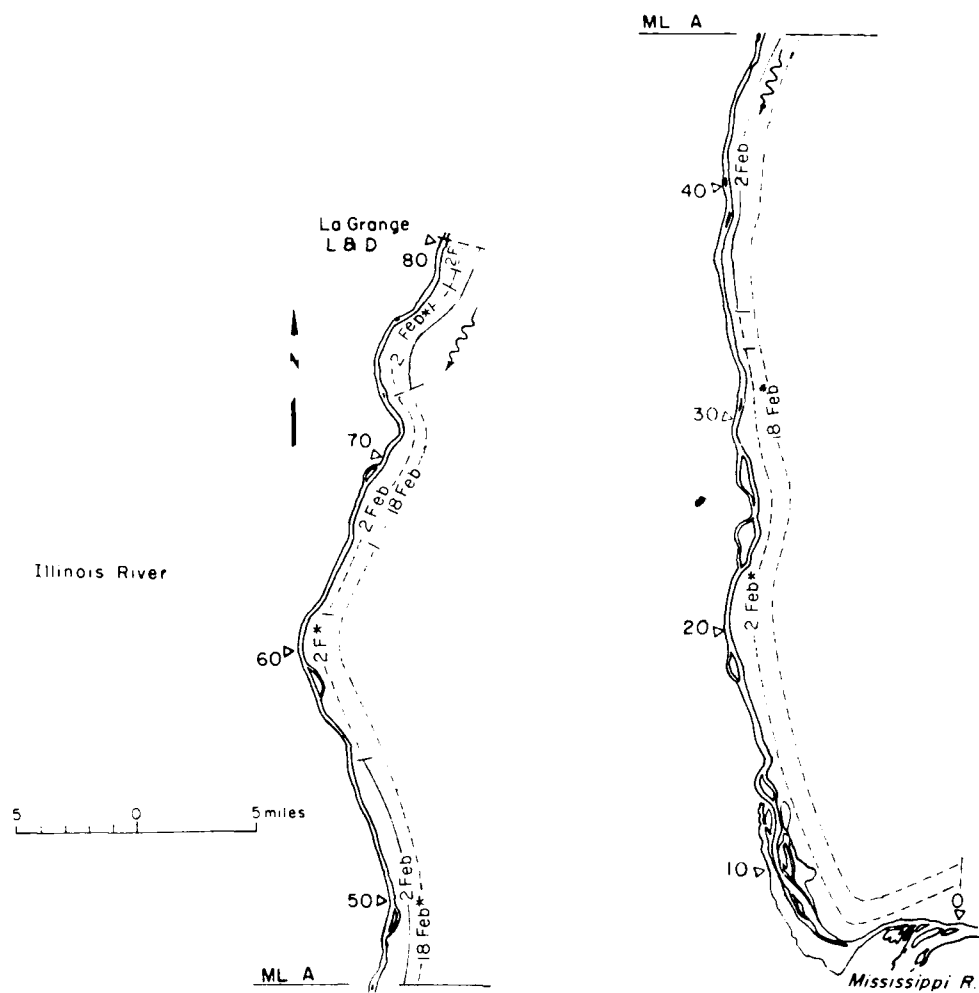 La Grange
L & D
80
2F
2 Feb*
70
2 Feb
18 Feb
Illinois River
60
2F*
5 0 5 miles
50
2 Feb
18 Feb*
ML A
ML A
40
2 Feb
30
18 Feb
20
2 Feb*
10
0
Mississippi R.